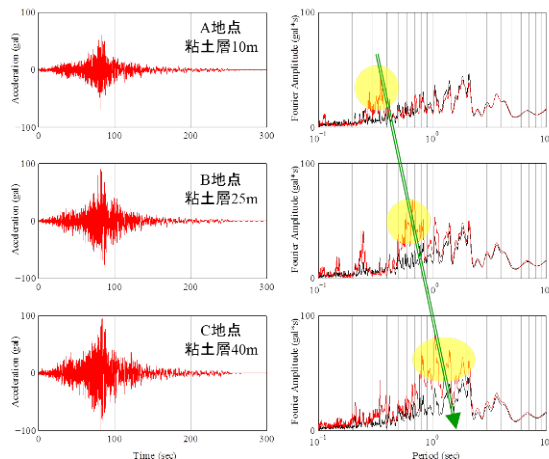 100
0
−100
0
100
200
300
Acceleration (gal)
A地点
粘土層10m
100
0
10⁻¹
10⁰
10
Fourier Amplitude (gal*s)
100
0
−100
0
100
200
300
Acceleration (gal)
B地点
粘土層25m
100
0
10⁻¹
10⁰
10
Fourier Amplitude (gal*s)
100
0
−100
0
100
200
300
Acceleration (gal)
Time (sec)
C地点
粘土層40m
100
0
10⁻¹
10⁰
10
Fourier Amplitude (gal*s)
Period (sec)